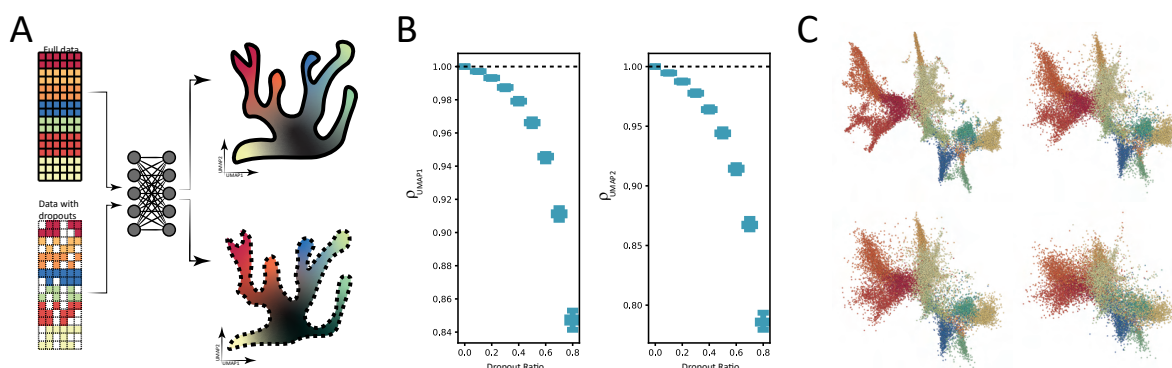 A
Full data
Data with
dropouts
UMAP2
UMAP1
UMAP2
UMAP1
B
ρUMAP1
1.00
0.98
0.96
0.94
0.92
0.90
0.88
0.86
0.84
0.0 0.2 0.4 0.6 0.8
Dropout Ratio
ρUMAP2
1.00
0.95
0.90
0.85
0.80
0.0 0.2 0.4 0.6 0.8
Dropout Ratio
C